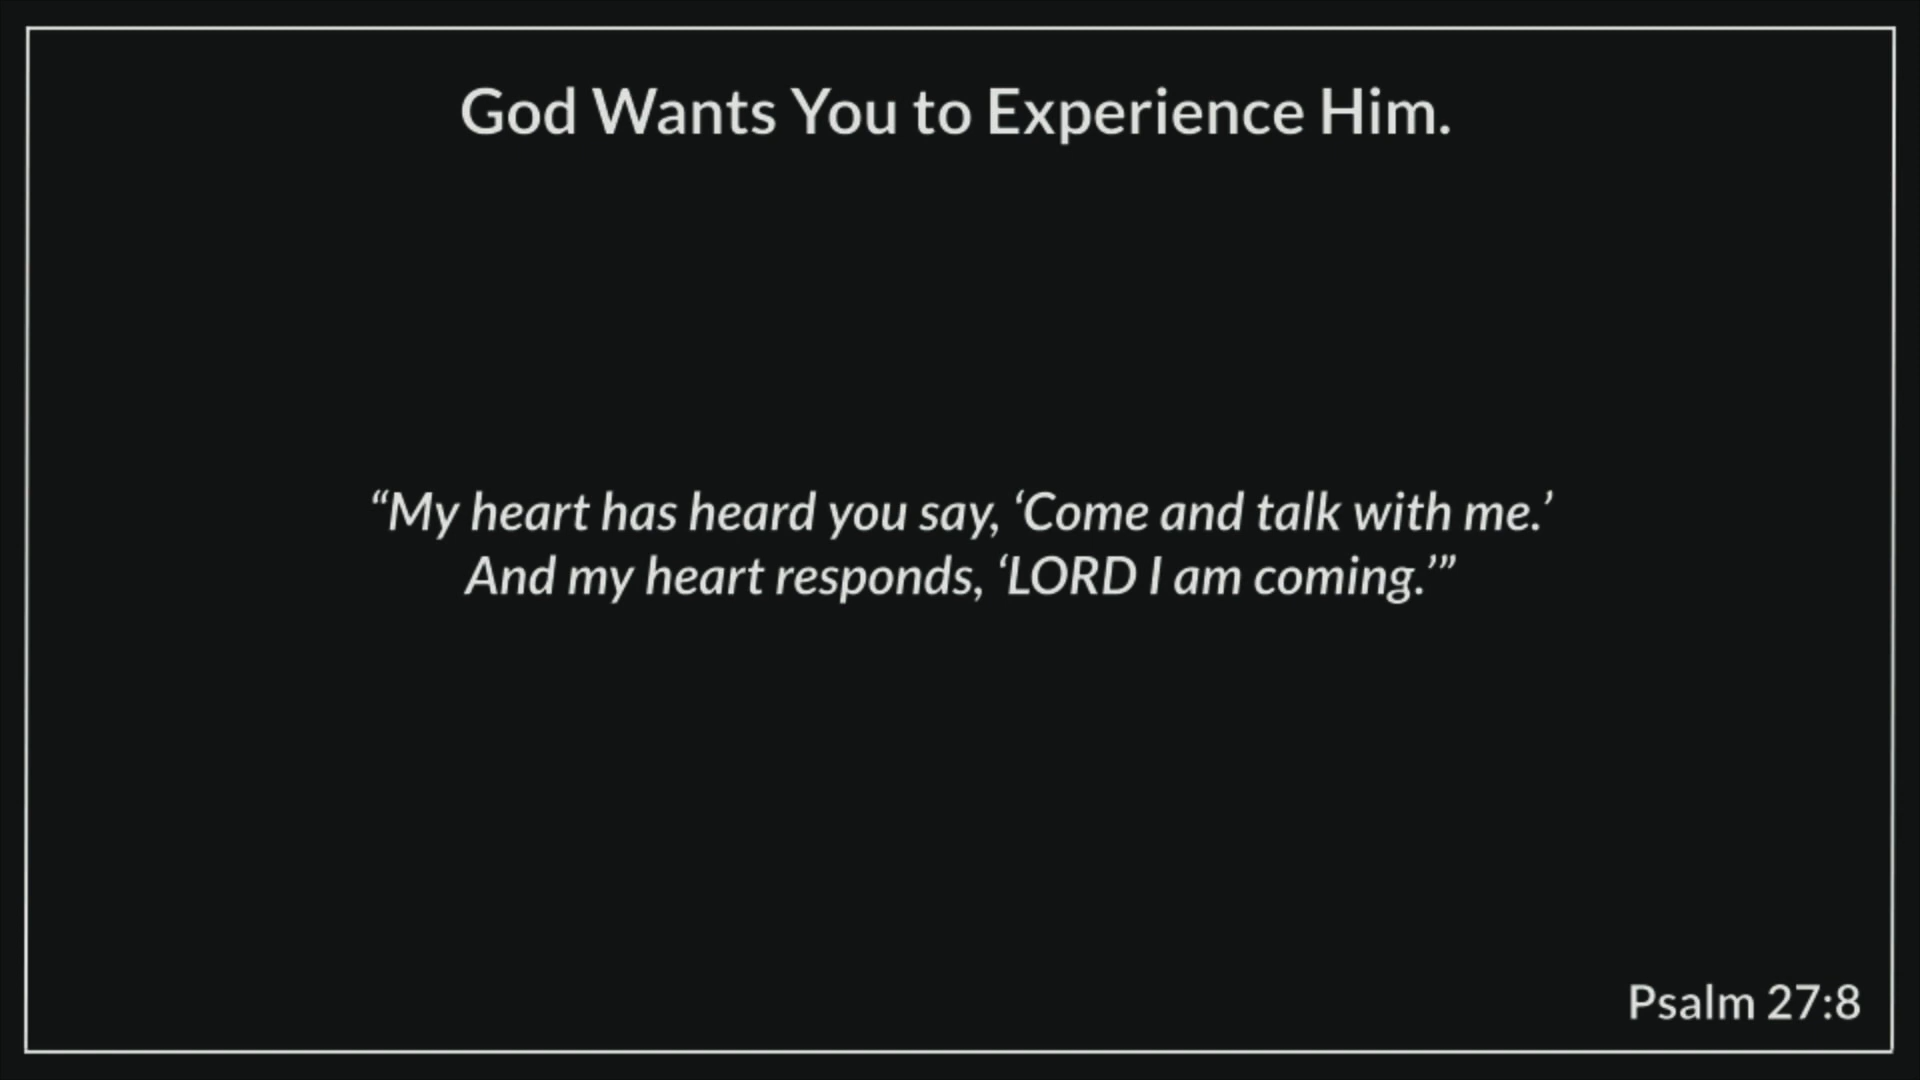 God Wants You to Experience Him.
“My heart has heard you say, ‘Come and talk with me.’
And my heart responds, ‘LORD I am coming.’”
Psalm 27:8